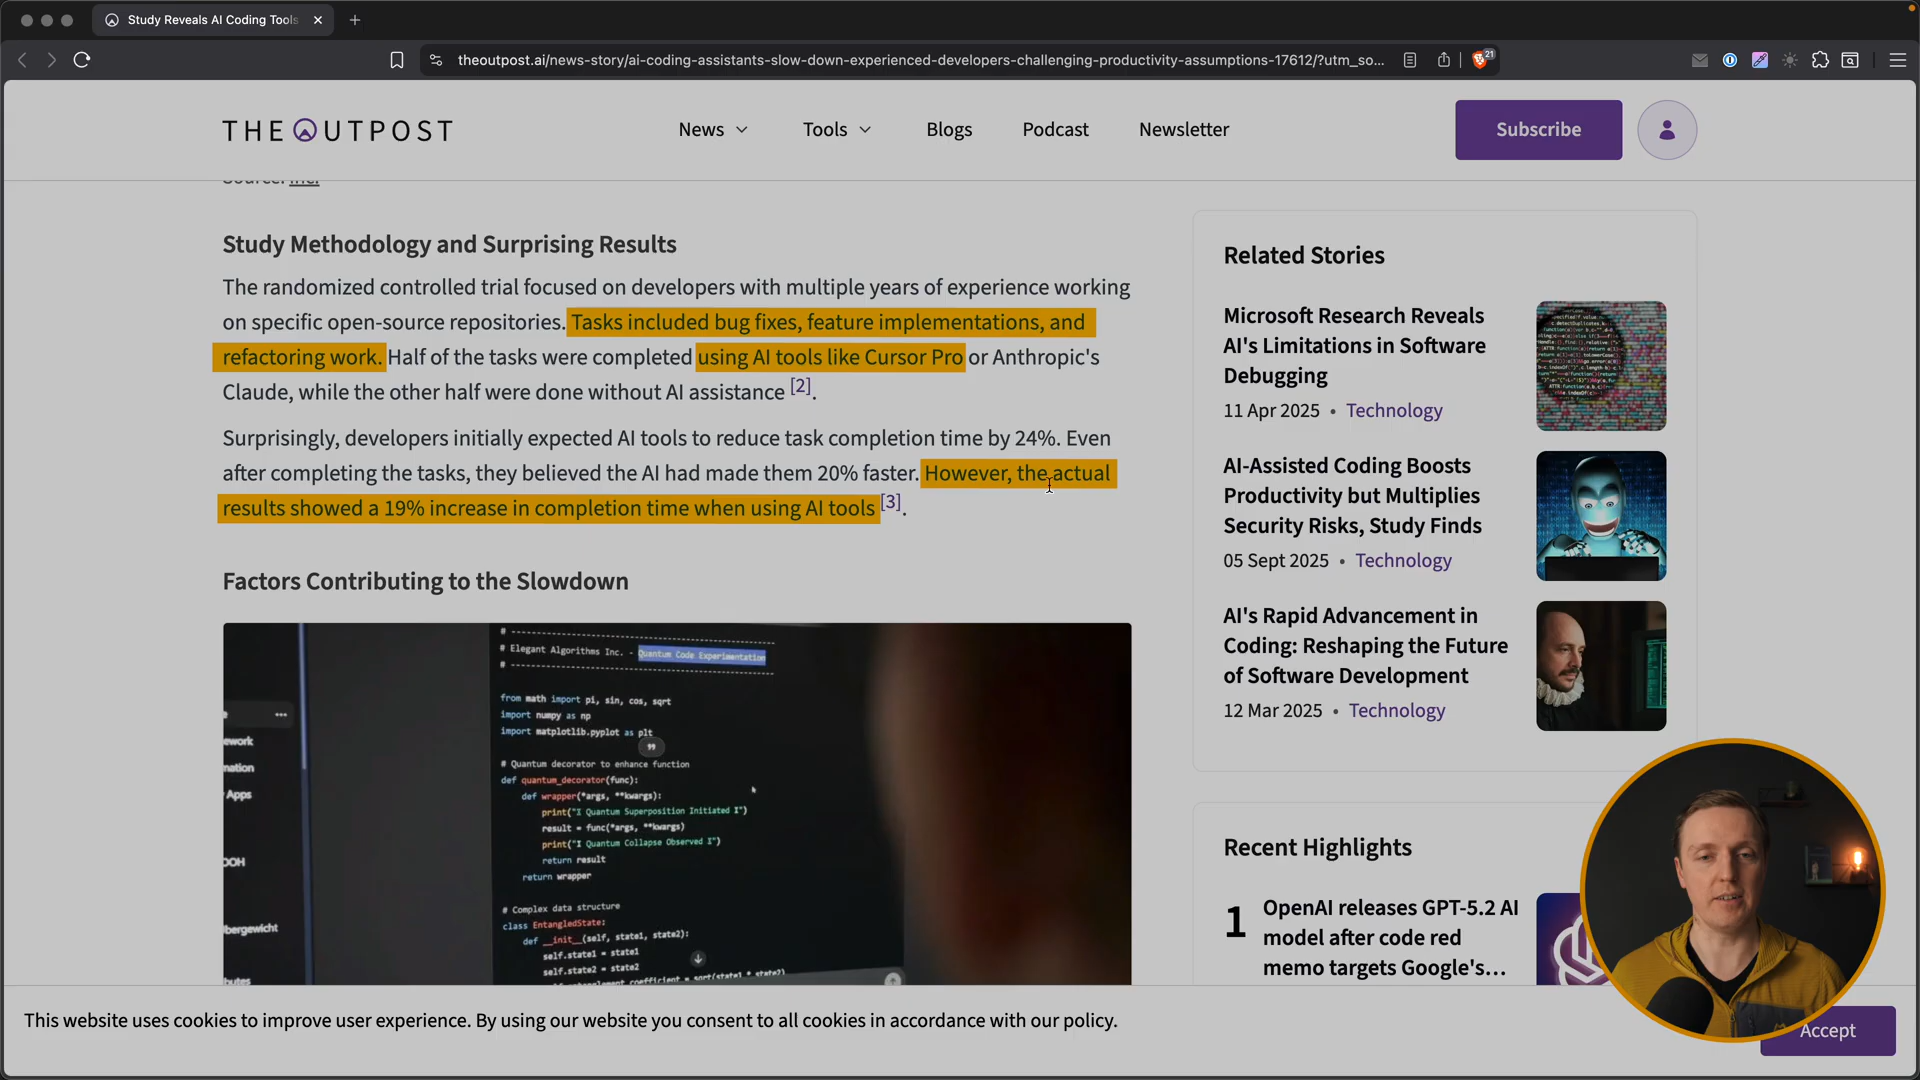 Study Reveals AI Coding Tools
theoutpost.ai/news-story/ai-coding-assistants-slow-down-experienced-developers-challenging-productivity-assumptions-17612/?utm_so...
21
THE OUTPOST
News
Tools
Blogs
Podcast
Newsletter
Subscribe
Source: Inc.
Study Methodology and Surprising Results
The randomized controlled trial focused on developers with multiple years of experience working
on specific open-source repositories. Tasks included bug fixes, feature implementations, and
refactoring work. Half of the tasks were completed using AI tools like Cursor Pro or Anthropic's
Claude, while the other half were done without AI assistance [2].
Surprisingly, developers initially expected AI tools to reduce task completion time by 24%. Even
after completing the tasks, they believed the AI had made them 20% faster. However, the actual
results showed a 19% increase in completion time when using AI tools [3].
Factors Contributing to the Slowdown
# Elegant Algorithms Inc. - Quantum Code Experimentation
from math import pi, sin, cos, sqrt
import numpy as np
import matplotlib.pyplot as plt
# Quantum decorator to enhance function
def quantum_decorator(func):
def wrapper(*args, **kwargs):
print("I Quantum Superposition Initiated I")
result = func(*args, **kwargs)
print("I Quantum Collapse Observed I")
return result
return wrapper
# Complex data structure
class EntangledState:
def __init__(self, state1, state2):
self.state1 = state1
self.state2 = state2
Related Stories
Microsoft Research Reveals
AI's Limitations in Software
Debugging
11 Apr 2025 • Technology
AI-Assisted Coding Boosts
Productivity but Multiplies
Security Risks, Study Finds
05 Sept 2025 • Technology
AI's Rapid Advancement in
Coding: Reshaping the Future
of Software Development
12 Mar 2025 • Technology
Recent Highlights
1
OpenAI releases GPT-5.2 AI
model after code red
memo targets Google's...
This website uses cookies to improve user experience. By using our website you consent to all cookies in accordance with our policy.
Accept